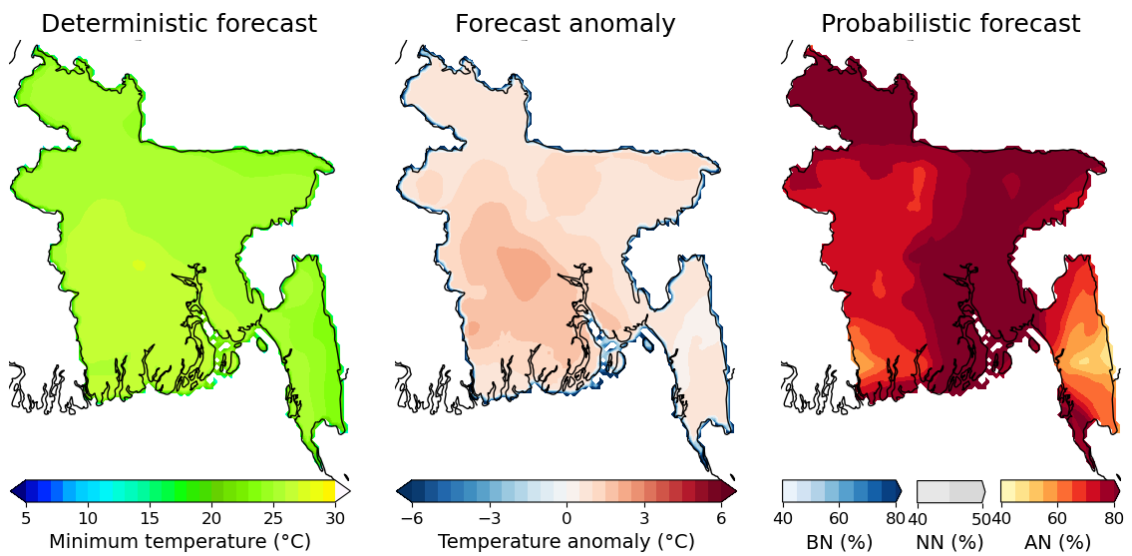 Deterministic forecast
Forecast anomaly
Probabilistic forecast
5 10 15 20 25 30
Minimum temperature (°C)
−6 −3 0 3 6
Temperature anomaly (°C)
40 60 80
BN (%)
40 50
NN (%)
40 60 80
AN (%)